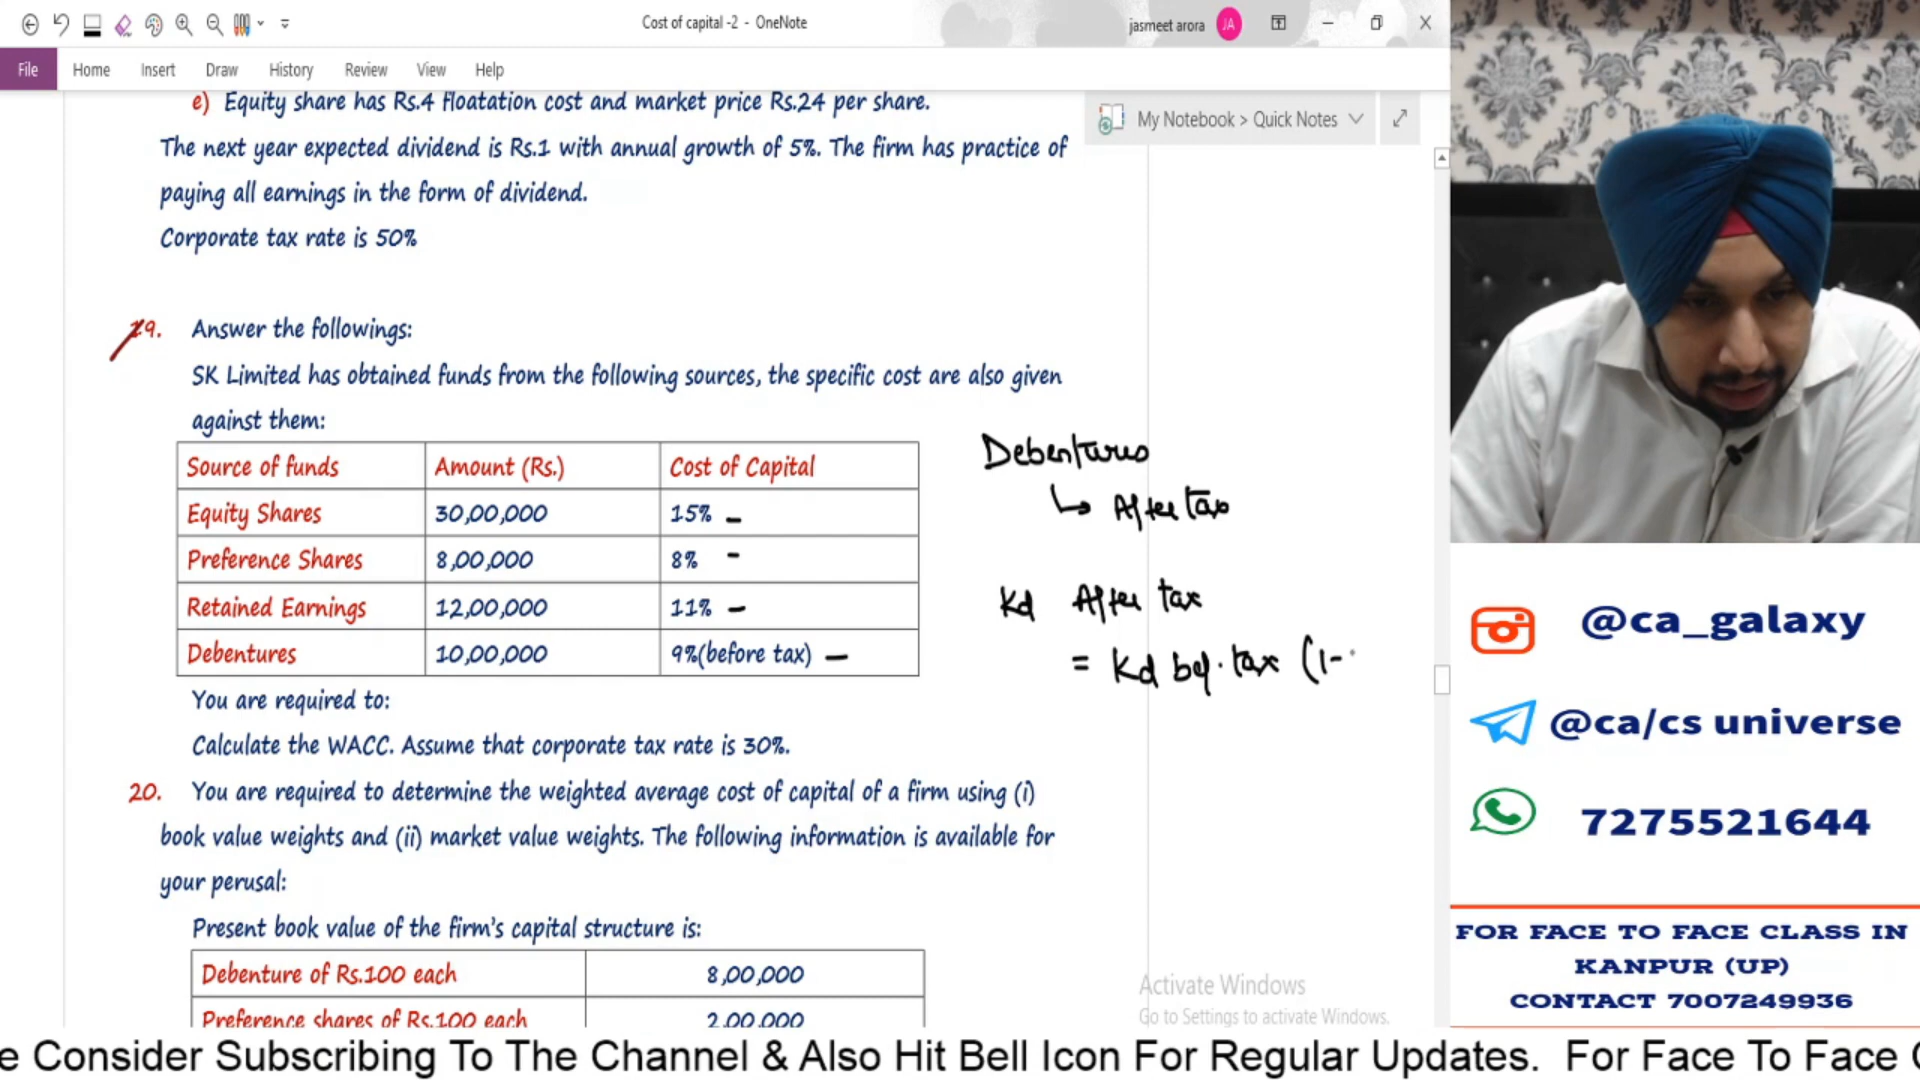 Cost of capital -2 - OneNote
jasmeet arora
JA
File Home Insert Draw History Review View Help
My Notebook > Quick Notes
e) Equity share has Rs.4 floatation cost and market price Rs.24 per share.
The next year expected dividend is Rs.1 with annual growth of 5%. The firm has practice of
paying all earnings in the form of dividend.
Corporate tax rate is 50%
19. Answer the followings:
SK Limited has obtained funds from the following sources, the specific cost are also given
against them:
Source of funds Amount (Rs.) Cost of Capital
Equity Shares 30,00,000 15%
Preference Shares 8,00,000 8%
Retained Earnings 12,00,000 11%
Debentures 10,00,000 9%(before tax)
Debentures
↳ After tax
Kd After tax
= Kd bef. tax (1-
You are required to:
Calculate the WACC. Assume that corporate tax rate is 30%.
20. You are required to determine the weighted average cost of capital of a firm using (i)
book value weights and (ii) market value weights. The following information is available for
your perusal:
Present book value of the firm's capital structure is:
Debenture of Rs.100 each 8,00,000
Preference shares of Rs.100 each 2,00,000
Activate Windows
Go to Settings to activate Windows.
@ca_galaxy
@ca/cs universe
7275521644
FOR FACE TO FACE CLASS IN
KANPUR (UP)
CONTACT 7007249936
e Consider Subscribing To The Channel & Also Hit Bell Icon For Regular Updates. For Face To Face